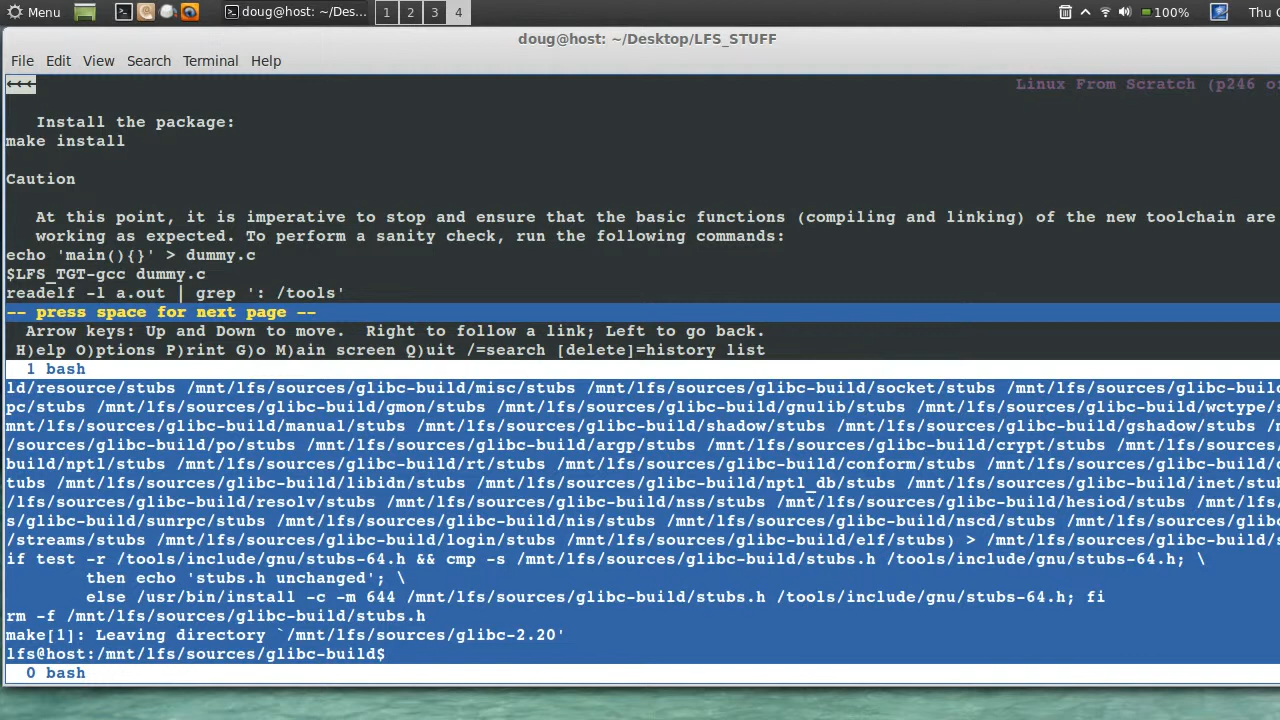 Menu doug@host: ~/Des... 1 2 3 4 100% Thu
doug@host: ~/Desktop/LFS_STUFF
File Edit View Search Terminal Help
←←← Linux From Scratch (p246 o
Install the package:
make install
Caution
At this point, it is imperative to stop and ensure that the basic functions (compiling and linking) of the new toolchain are
working as expected. To perform a sanity check, run the following commands:
echo 'main(){}' > dummy.c
$LFS_TGT-gcc dummy.c
readelf -l a.out | grep ': /tools'
-- press space for next page --
Arrow keys: Up and Down to move.  Right to follow a link; Left to go back.
H)elp O)ptions P)rint G)o M)ain screen Q)uit /=search [delete]=history list
1 bash
ld/resource/stubs /mnt/lfs/sources/glibc-build/misc/stubs /mnt/lfs/sources/glibc-build/socket/stubs /mnt/lfs/sources/glibc-build
pc/stubs /mnt/lfs/sources/glibc-build/gmon/stubs /mnt/lfs/sources/glibc-build/gnulib/stubs /mnt/lfs/sources/glibc-build/wctype/s
mnt/lfs/sources/glibc-build/manual/stubs /mnt/lfs/sources/glibc-build/shadow/stubs /mnt/lfs/sources/glibc-build/gshadow/stubs /
/sources/glibc-build/po/stubs /mnt/lfs/sources/glibc-build/argp/stubs /mnt/lfs/sources/glibc-build/crypt/stubs /mnt/lfs/sources/
build/nptl/stubs /mnt/lfs/sources/glibc-build/rt/stubs /mnt/lfs/sources/glibc-build/conform/stubs /mnt/lfs/sources/glibc-build/d
tubs /mnt/lfs/sources/glibc-build/libidn/stubs /mnt/lfs/sources/glibc-build/nptl_db/stubs /mnt/lfs/sources/glibc-build/inet/stub
/lfs/sources/glibc-build/resolv/stubs /mnt/lfs/sources/glibc-build/nss/stubs /mnt/lfs/sources/glibc-build/hesiod/stubs /mnt/lfs/s
s/glibc-build/sunrpc/stubs /mnt/lfs/sources/glibc-build/nis/stubs /mnt/lfs/sources/glibc-build/nscd/stubs /mnt/lfs/sources/glibc
/streams/stubs /mnt/lfs/sources/glibc-build/login/stubs /mnt/lfs/sources/glibc-build/elf/stubs) > /mnt/lfs/sources/glibc-build/s
if test -r /tools/include/gnu/stubs-64.h && cmp -s /mnt/lfs/sources/glibc-build/stubs.h /tools/include/gnu/stubs-64.h; \
then echo 'stubs.h unchanged'; \
else /usr/bin/install -c -m 644 /mnt/lfs/sources/glibc-build/stubs.h /tools/include/gnu/stubs-64.h; fi
rm -f /mnt/lfs/sources/glibc-build/stubs.h
make[1]: Leaving directory `/mnt/lfs/sources/glibc-2.20'
lfs@host:/mnt/lfs/sources/glibc-build$
0 bash